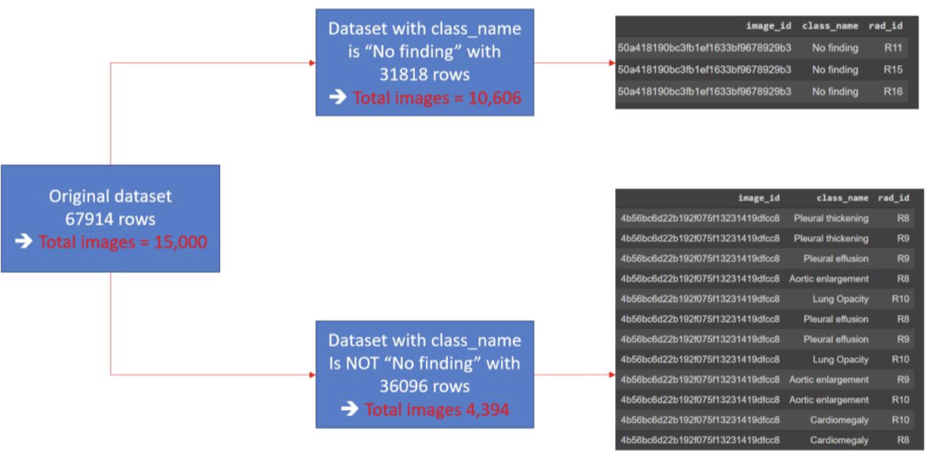 Dataset with class_name
is “No finding” with
31818 rows
➔ Total images = 10,606
image_id class_name rad_id
50a418190bc3fb1ef1633bf9678929b3 No finding R11
50a418190bc3fb1ef1633bf9678929b3 No finding R15
50a418190bc3fb1ef1633bf9678929b3 No finding R16
Original dataset
67914 rows
➔ Total images = 15,000
Dataset with class_name
Is NOT “No finding” with
36096 rows
➔ Total images 4,394
image_id class_name rad_id
4b56bc6d22b192f075f13231419dfcc8 Pleural thickening R8
4b56bc6d22b192f075f13231419dfcc8 Pleural thickening R9
4b56bc6d22b192f075f13231419dfcc8 Pleural effusion R9
4b56bc6d22b192f075f13231419dfcc8 Aortic enlargement R8
4b56bc6d22b192f075f13231419dfcc8 Lung Opacity R10
4b56bc6d22b192f075f13231419dfcc8 Pleural effusion R8
4b56bc6d22b192f075f13231419dfcc8 Pleural effusion R9
4b56bc6d22b192f075f13231419dfcc8 Lung Opacity R10
4b56bc6d22b192f075f13231419dfcc8 Aortic enlargement R9
4b56bc6d22b192f075f13231419dfcc8 Aortic enlargement R10
4b56bc6d22b192f075f13231419dfcc8 Cardiomegaly R10
4b56bc6d22b192f075f13231419dfcc8 Cardiomegaly R8